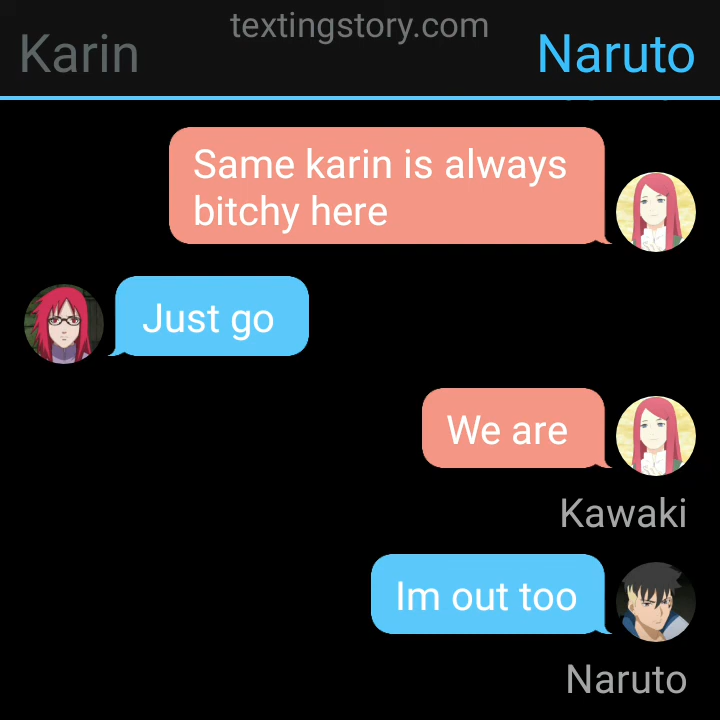 textingstory.com
Karin
Naruto
Same karin is always
bitchy here
Just go
We are
Kawaki
Im out too
Naruto